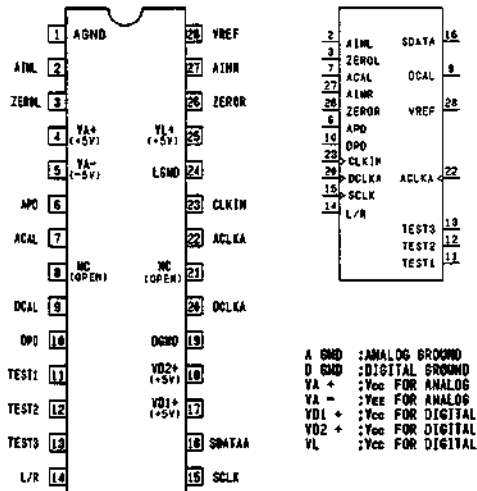 1 AGND 28 VREF
AINL 2 27 AINR
ZEROL 3 26 ZEROR
4 VA+ (+5V) VL+ (+5V) 25
5 VA- (-5V) LGND 24
APD 6 23 CLKIN
ACAL 7 22 ACLKA
8 NC (OPEN) NC (OPEN) 21
DCAL 9 20 DCLKA
DPD 10 DGND 19
TEST1 11 VD2+ (+5V) 18
TEST2 12 VD1+ (+5V) 17
TEST3 13 16 SDATAA
L/R 14 15 SCLK
2 AINL SDATA 16
3 ZEROL
7 ACAL DCAL 9
27 AINR
26 ZEROR VREF 28
6 APD
10 DPD
23 CLKIN
20 DCLKA ACLKA 22
15 SCLK
14 L/R
TEST3 13
TEST2 12
TEST1 11
A GND :ANALOG GROUND
D GND :DIGITAL GROUND
VA + :Vcc FOR ANALOG
VA - :VEE FOR ANALOG
VD1 + :Vcc FOR DIGITAL
VD2 + :Vcc FOR DIGITAL
VL :Vcc FOR DIGITAL